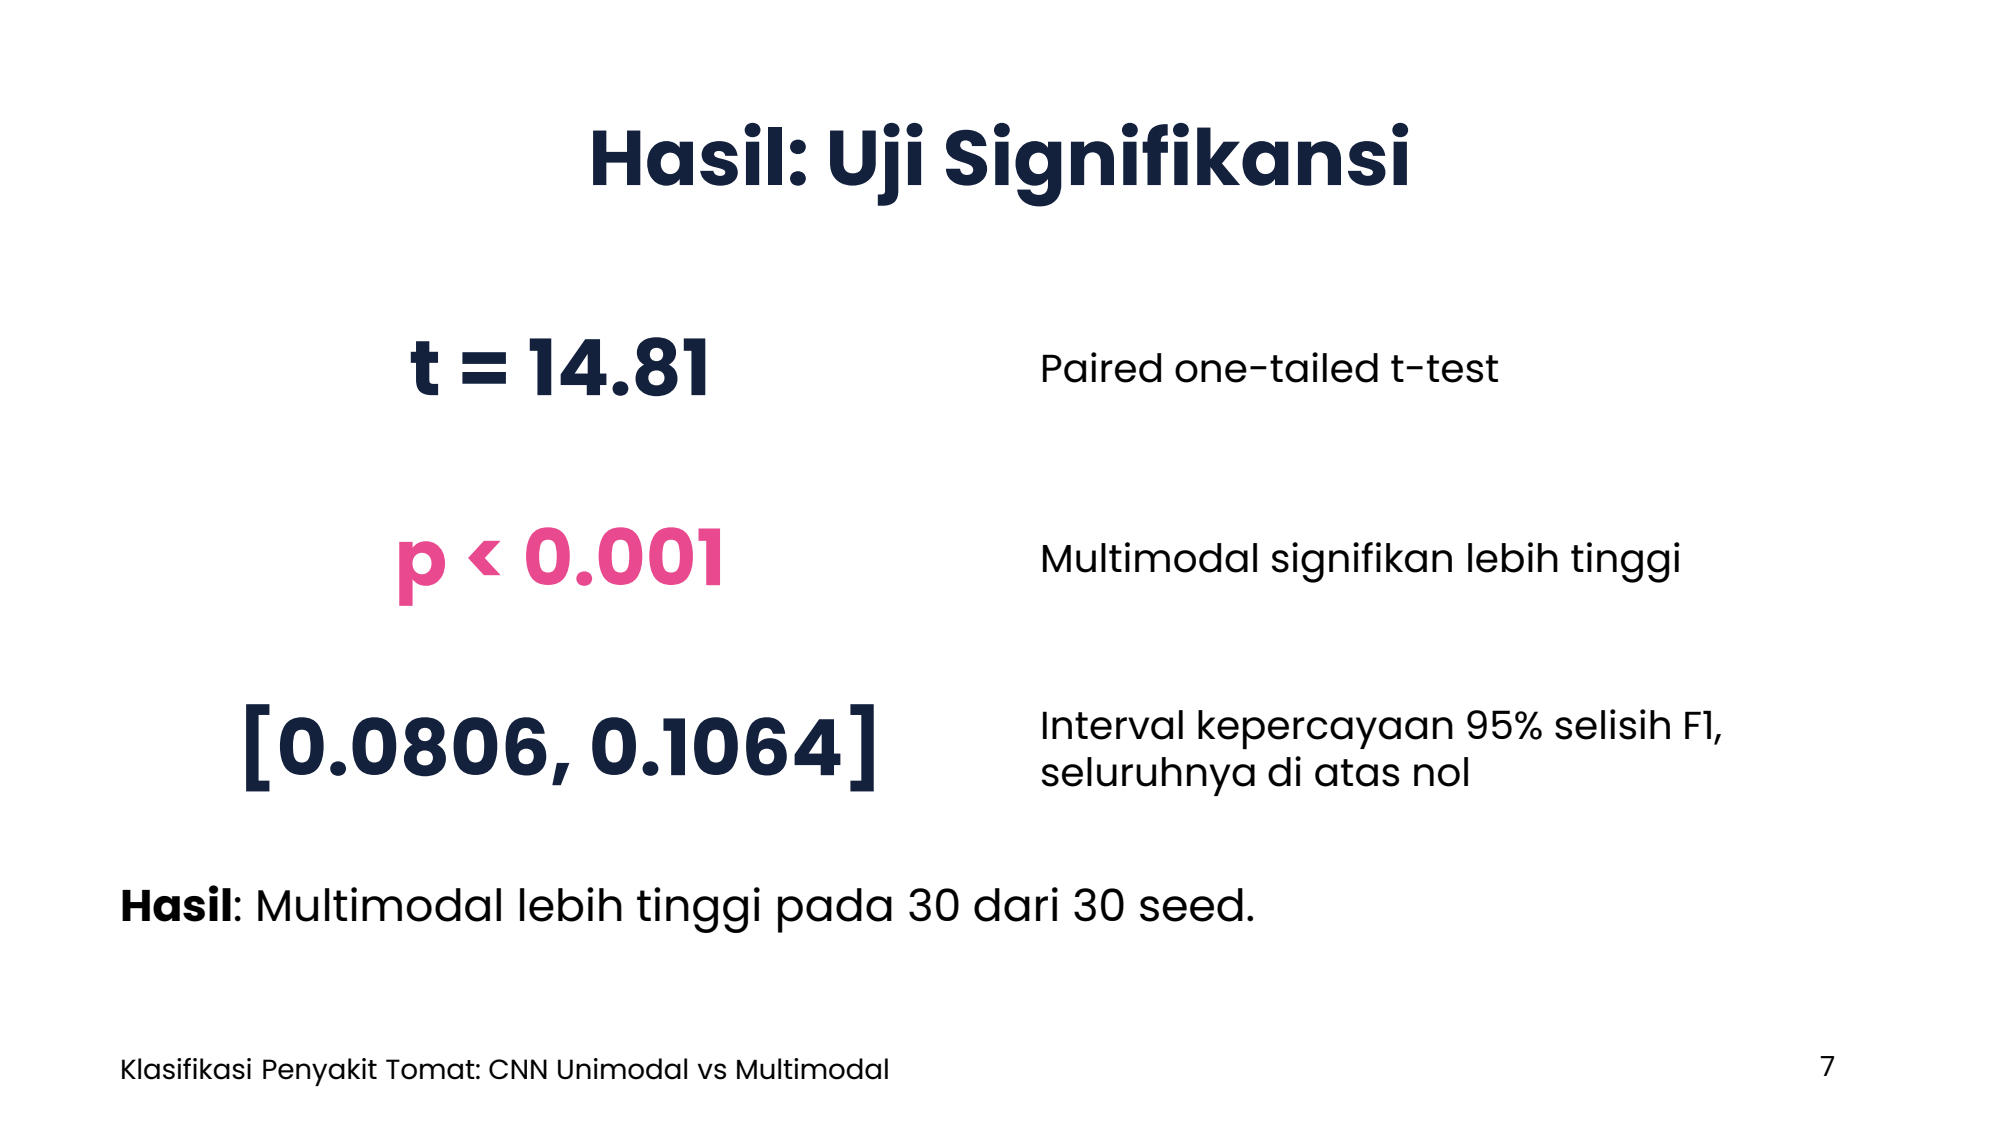 Hasil: Uji Signifikansi
t = 14.81
Paired one-tailed t-test
p < 0.001
Multimodal signifikan lebih tinggi
[0.0806, 0.1064]
Interval kepercayaan 95% selisih F1,
seluruhnya di atas nol
Hasil: Multimodal lebih tinggi pada 30 dari 30 seed.
Klasifikasi Penyakit Tomat: CNN Unimodal vs Multimodal
7